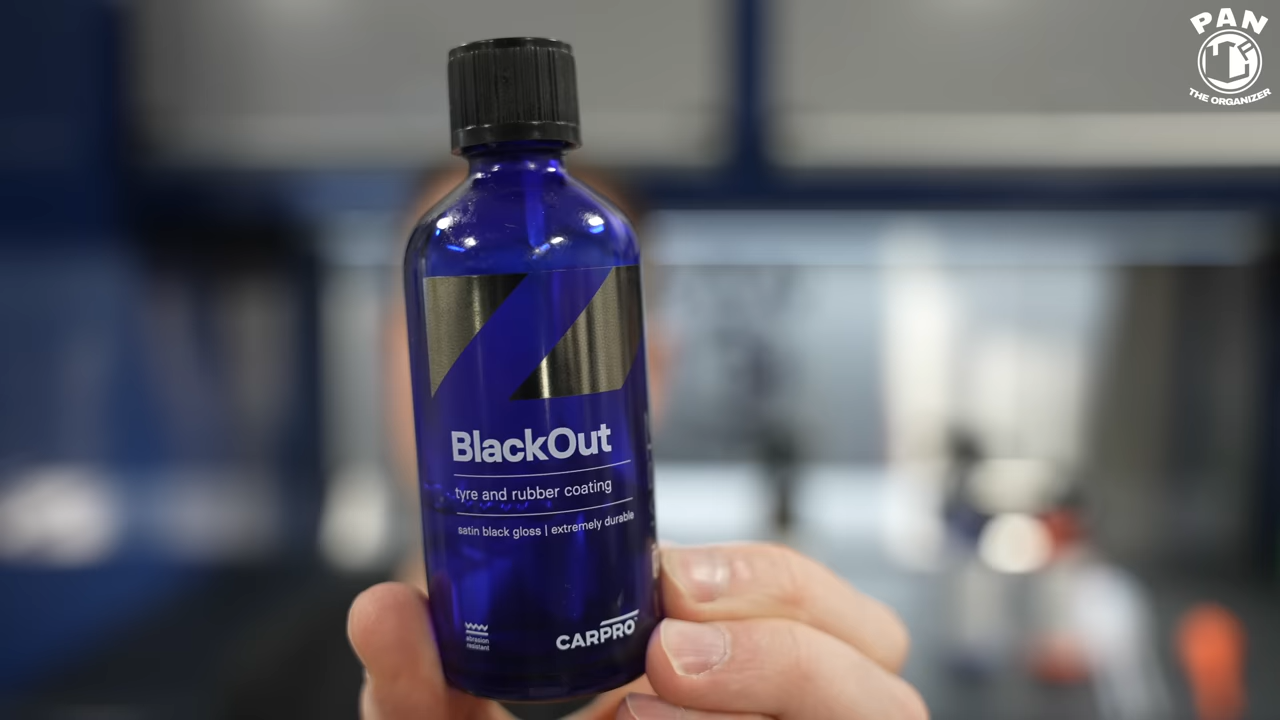 PAN
THE ORGANIZER
BlackOut
tyre and rubber coating
satin black gloss | extremely durable
abrasion
resistant
CARPRO